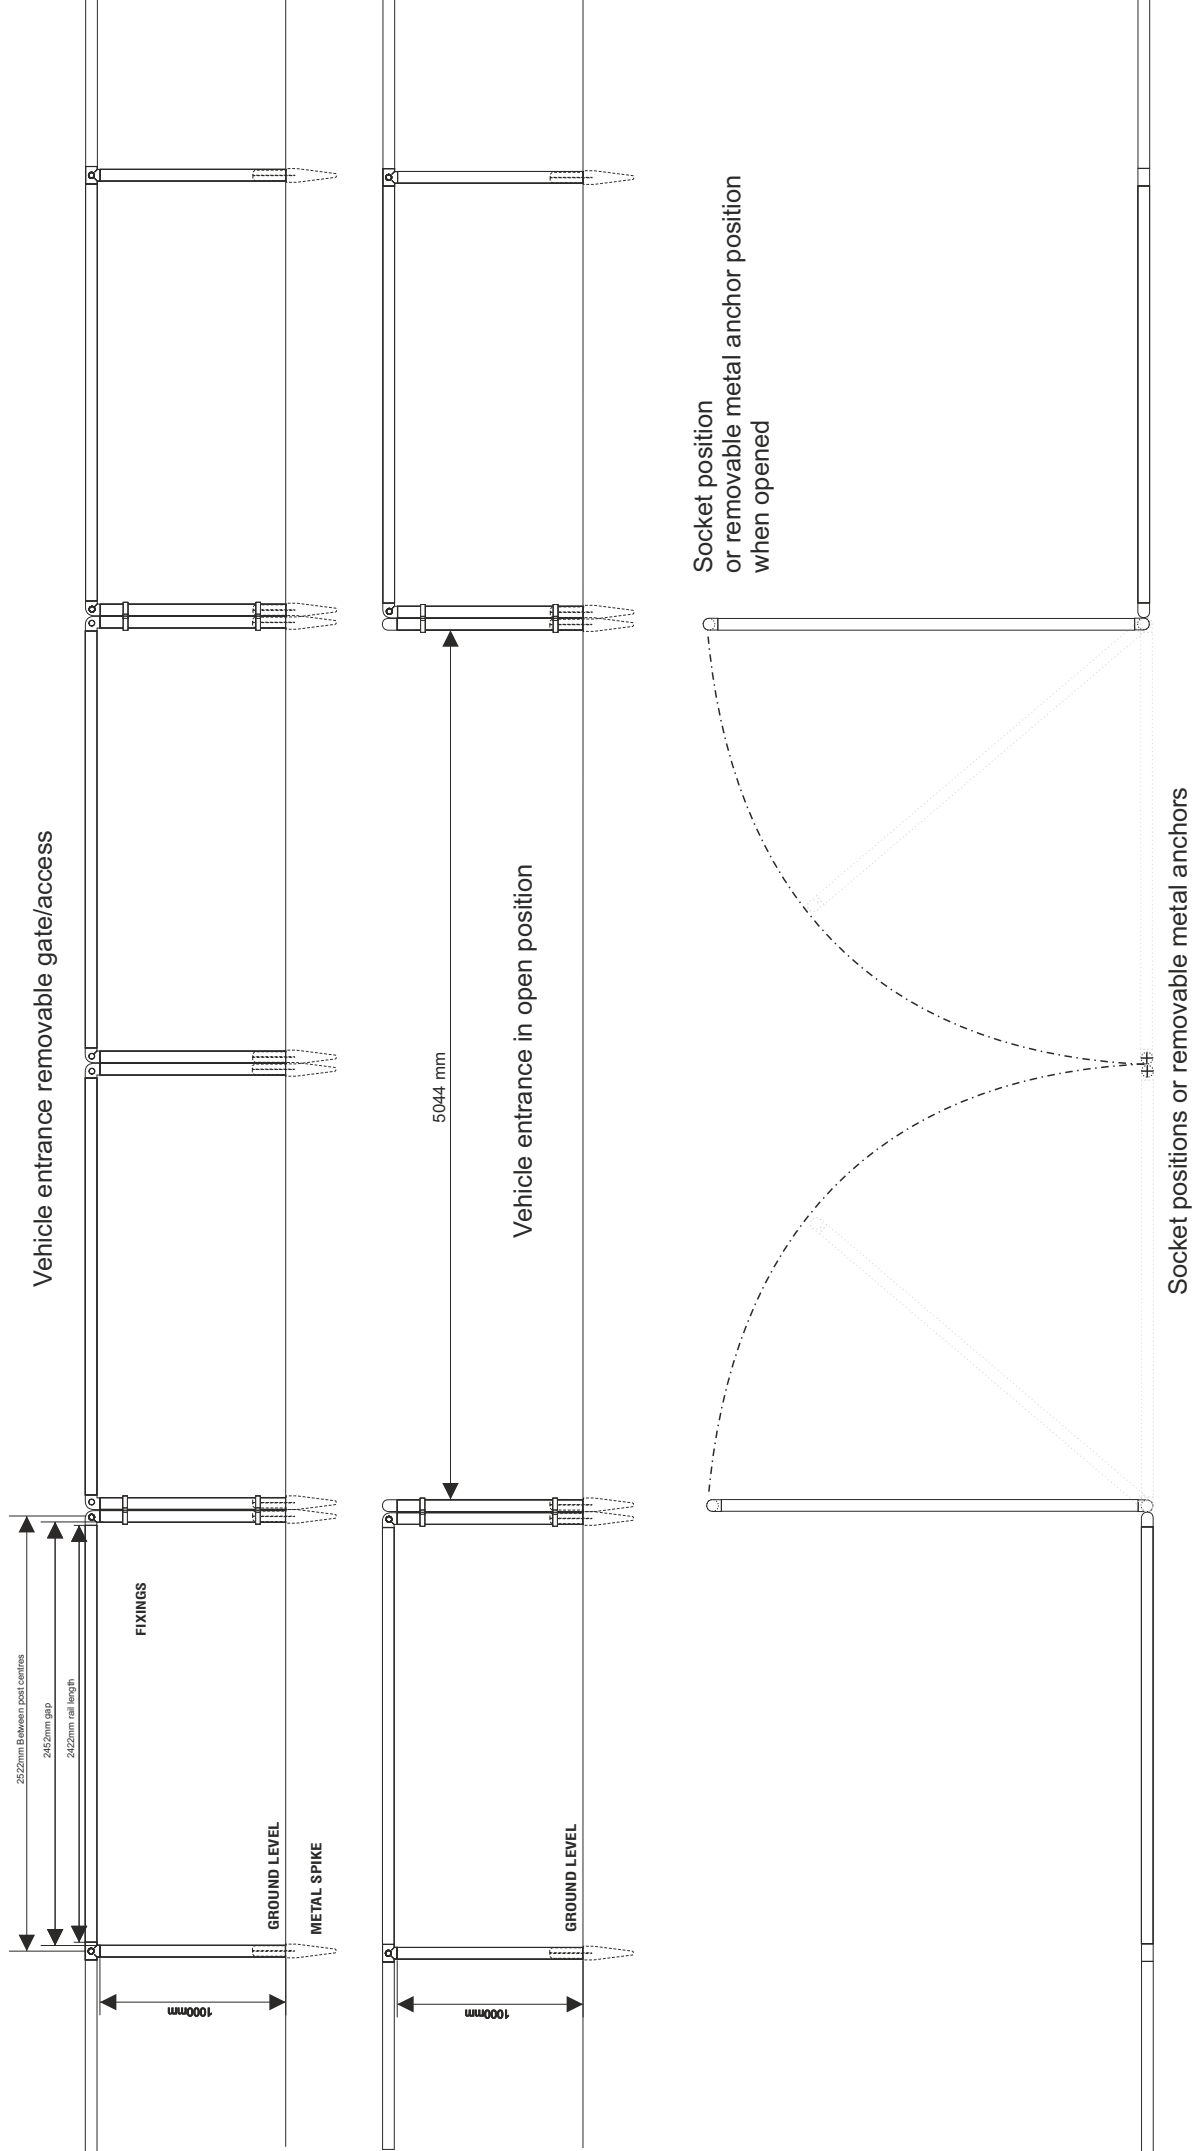 Vehicle entrance removable gate/access
2522mm Between post centres
2452mm gap
2422mm rail length
FIXINGS
GROUND LEVEL
METAL SPIKE
1000mm
5044 mm
Vehicle entrance in open position
GROUND LEVEL
1000mm
Socket position
or removable metal anchor position
when opened
Socket positions or removable metal anchors